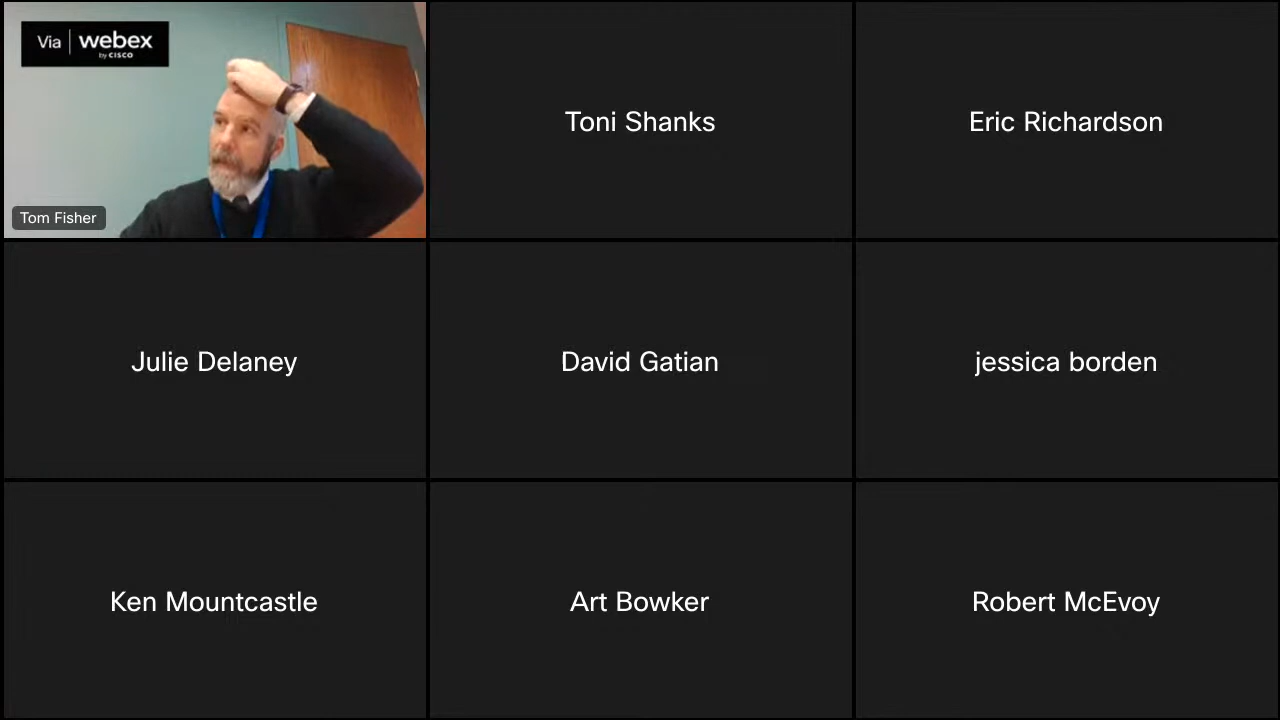 Via webex
by CISCO
Tom Fisher
Toni Shanks
Eric Richardson
Julie Delaney
David Gatian
jessica borden
Ken Mountcastle
Art Bowker
Robert McEvoy